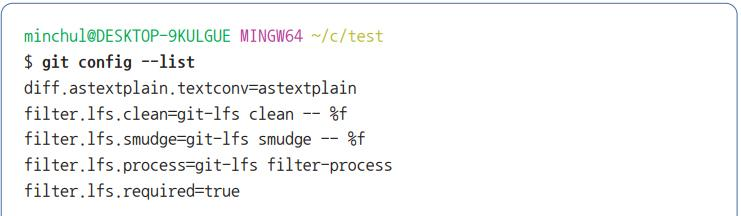 minchul@DESKTOP-9KULGUE MINGW64 ~/c/test
$ git config --list
diff.astextplain.textconv=astextplain
filter.lfs.clean=git-lfs clean -- %f
filter.lfs.smudge=git-lfs smudge -- %f
filter.lfs.process=git-lfs filter-process
filter.lfs.required=true